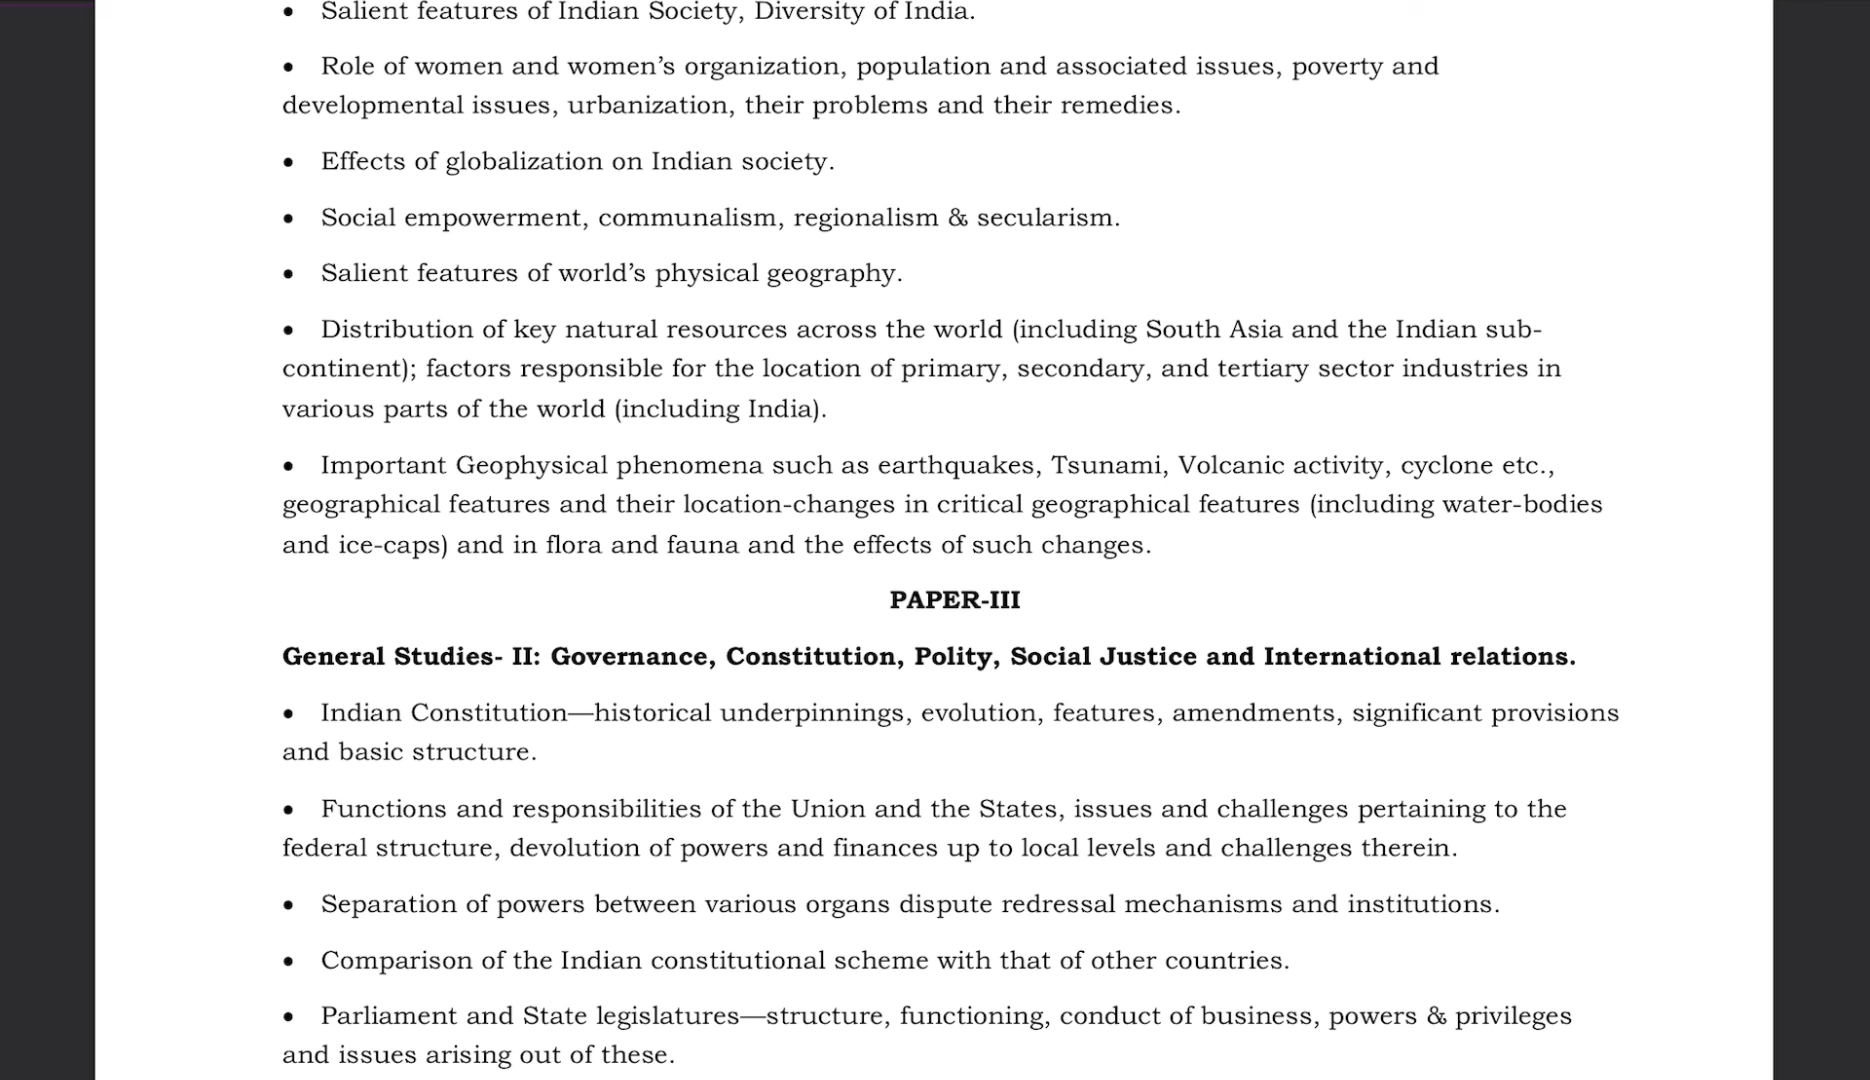 • Salient features of Indian Society, Diversity of India.
• Role of women and women’s organization, population and associated issues, poverty and
developmental issues, urbanization, their problems and their remedies.
• Effects of globalization on Indian society.
• Social empowerment, communalism, regionalism & secularism.
• Salient features of world’s physical geography.
• Distribution of key natural resources across the world (including South Asia and the Indian sub-
continent); factors responsible for the location of primary, secondary, and tertiary sector industries in
various parts of the world (including India).
• Important Geophysical phenomena such as earthquakes, Tsunami, Volcanic activity, cyclone etc.,
geographical features and their location-changes in critical geographical features (including water-bodies
and ice-caps) and in flora and fauna and the effects of such changes.
PAPER-III
General Studies- II: Governance, Constitution, Polity, Social Justice and International relations.
• Indian Constitution—historical underpinnings, evolution, features, amendments, significant provisions
and basic structure.
• Functions and responsibilities of the Union and the States, issues and challenges pertaining to the
federal structure, devolution of powers and finances up to local levels and challenges therein.
• Separation of powers between various organs dispute redressal mechanisms and institutions.
• Comparison of the Indian constitutional scheme with that of other countries.
• Parliament and State legislatures—structure, functioning, conduct of business, powers & privileges
and issues arising out of these.